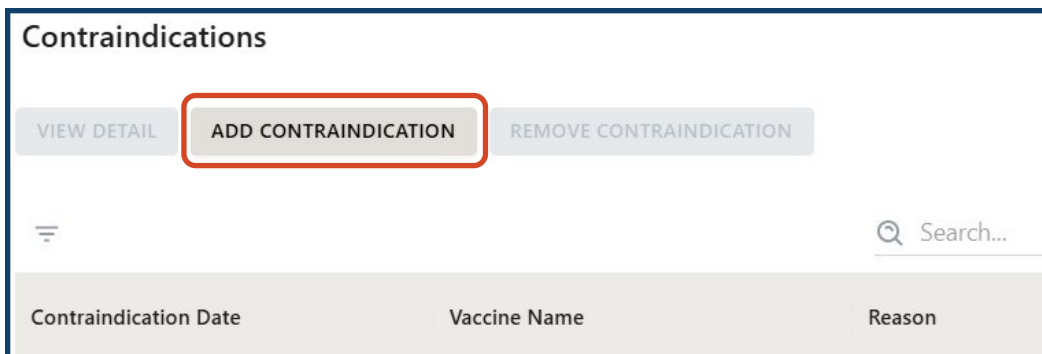 Contraindications
VIEW DETAIL ADD CONTRAINDICATION REMOVE CONTRAINDICATION
Search...
Contraindication Date Vaccine Name Reason